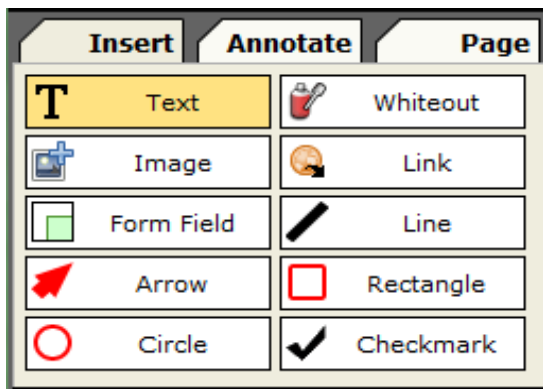 Insert Annotate Page
T Text Whiteout
Image Link
Form Field Line
Arrow Rectangle
Circle Checkmark